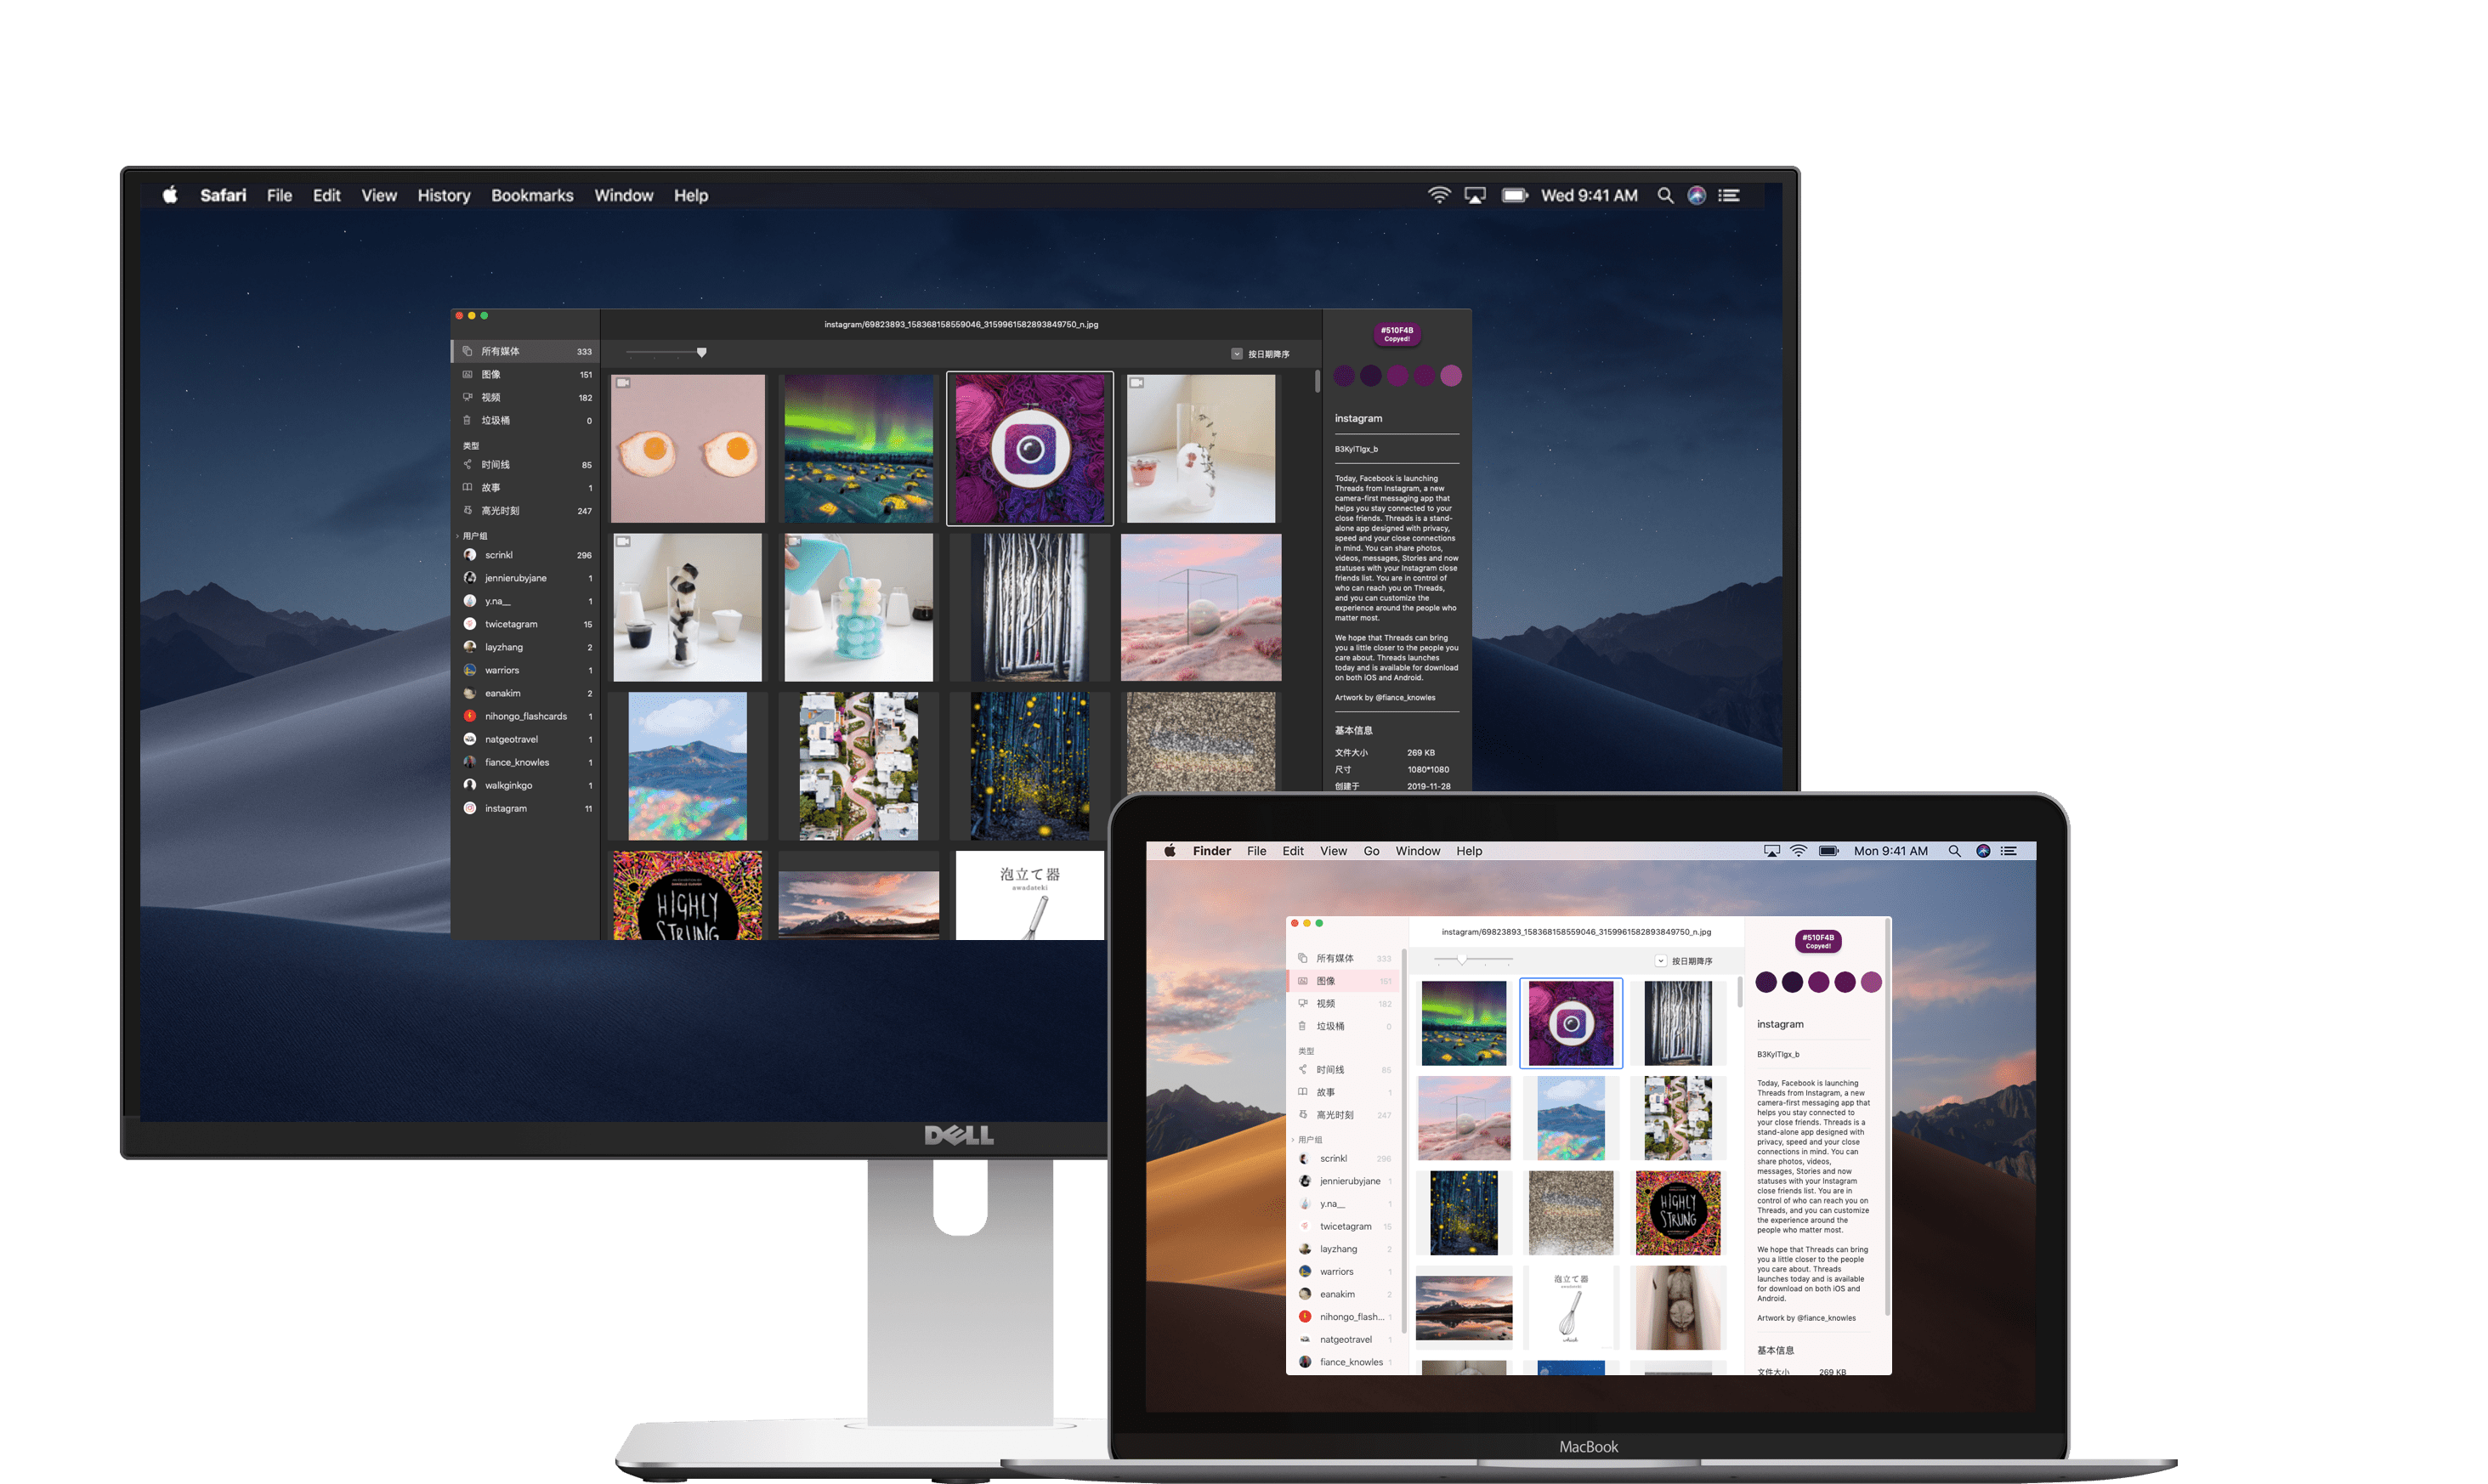 Safari File Edit View History Bookmarks Window Help
Wed 9:41 AM
instagram/69823893_158368158559046_3159961582893849750_n.jpg
按日期降序
所有媒体 333
图像 151
视频 182
垃圾桶 0
类型
时间线 85
故事 1
高光时刻 247
用户组
scrinkl 296
jennierubyjane 1
y.na__ 1
twicetagram 15
layzhang 2
warriors 1
eanakim 2
nihongo_flashcards 1
natgeotravel 1
fiance_knowles 1
walkginkgo 1
instagram 11
HIGHLY
STRUNG
泡立て器
awadateki
#510F4B
Copyed!
instagram
B3KyITIgx_b
Today, Facebook is launching
Threads from Instagram, a new
camera-first messaging app that
helps you stay connected to your
close friends. Threads is a stand-
alone app designed with privacy,
speed and your close connections
in mind. You can share photos,
videos, messages, Stories and now
statuses with your Instagram close
friends list. You are in control of
who can reach you on Threads,
and you can customize the
experience around the people who
matter most.
We hope that Threads can bring
you a little closer to the people you
care about. Threads launches
today and is available for download
on both iOS and Android.
Artwork by @fiance_knowles
基本信息
文件大小 269 KB
尺寸 1080*1080
创建于 2019-11-28
DELL
Finder File Edit View Go Window Help
Mon 9:41 AM
instagram/69823893_158368158559046_3159961582893849750_n.jpg
按日期降序
所有媒体 333
图像 151
视频 182
垃圾桶 0
类型
时间线 85
故事 1
高光时刻 247
用户组
scrinkl 296
jennierubyjane 1
y.na__ 1
twicetagram 15
layzhang 2
warriors 1
eanakim 2
nihongo_flash... 1
natgeotravel 1
fiance_knowles 1
HIGHLY
STRUNG
泡立て器
#510F4B
Copyed!
instagram
B3KyITIgx_b
Today, Facebook is launching
Threads from Instagram, a new
camera-first messaging app that
helps you stay connected to
your close friends. Threads is a
stand-alone app designed with
privacy, speed and your close
connections in mind. You can
share photos, videos,
messages, Stories and now
statuses with your Instagram
close friends list. You are in
control of who can reach you on
Threads, and you can customize
the experience around the
people who matter most.
We hope that Threads can bring
you a little closer to the people
you care about. Threads
launches today and is available
for download on both iOS and
Android.
Artwork by @fiance_knowles
基本信息
文件大小 269 KB
MacBook